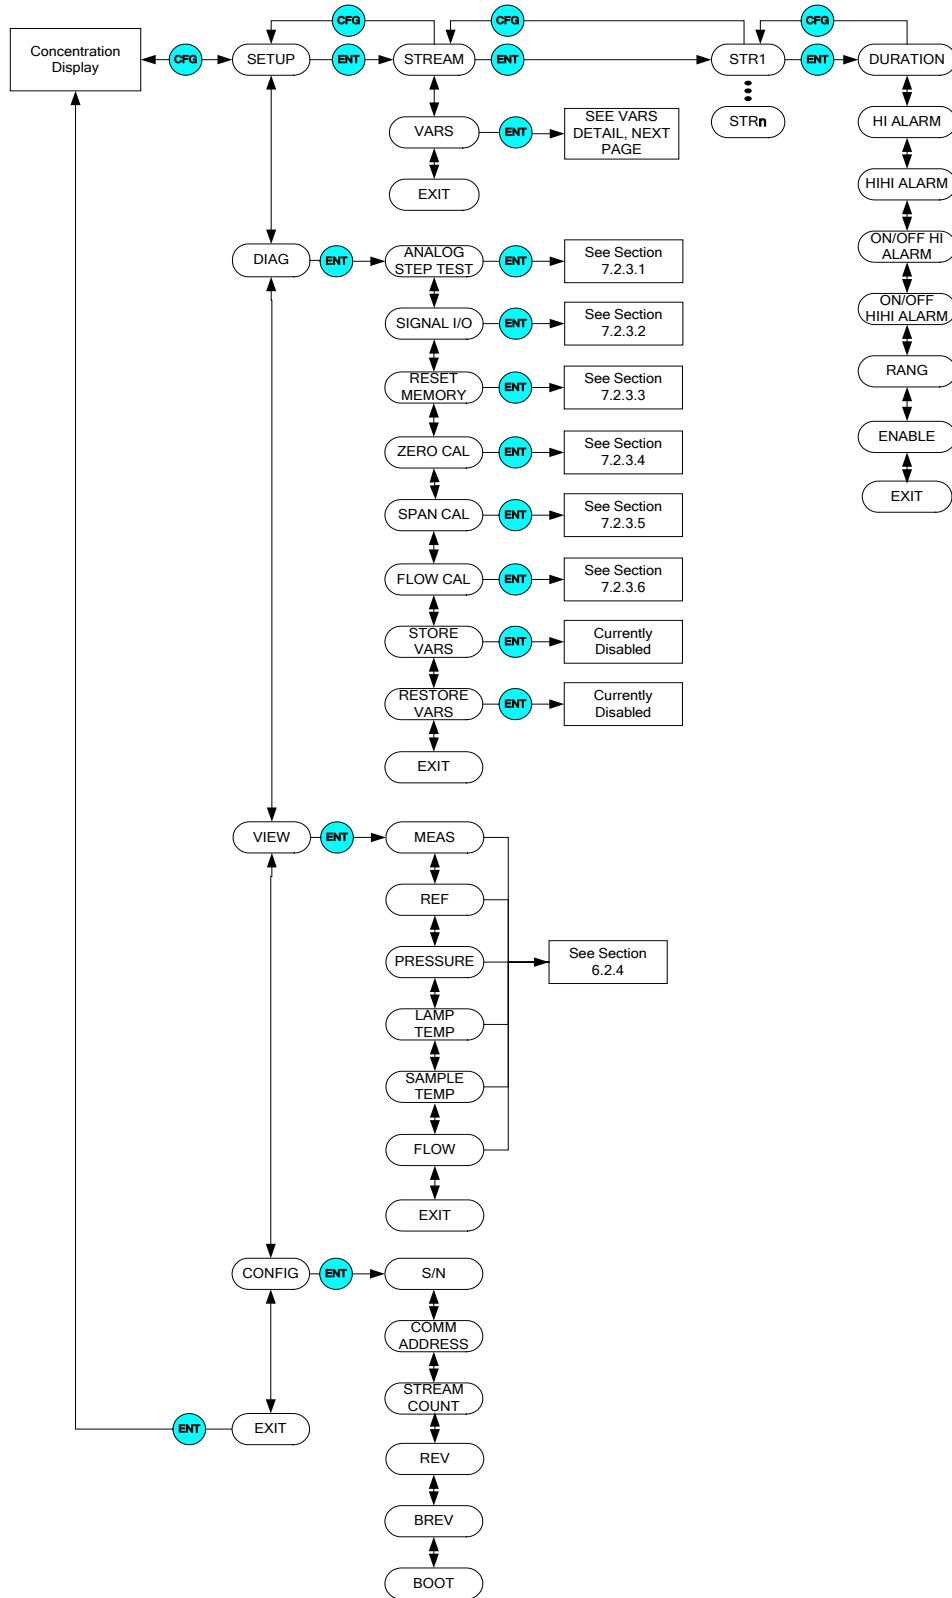 CFG
CFG
CFG
Concentration
Display
CFG
SETUP
ENT
STREAM
ENT
STR1
ENT
DURATION
VARS
ENT
SEE VARS
DETAIL, NEXT
PAGE
STRn
HI ALARM
EXIT
HIHI ALARM
ON/OFF HI
ALARM
ON/OFF
HIHI ALARM
RANG
ENABLE
EXIT
DIAG
ENT
ANALOG
STEP TEST
ENT
See Section
7.2.3.1
SIGNAL I/O
ENT
See Section
7.2.3.2
RESET
MEMORY
ENT
See Section
7.2.3.3
ZERO CAL
ENT
See Section
7.2.3.4
SPAN CAL
ENT
See Section
7.2.3.5
FLOW CAL
ENT
See Section
7.2.3.6
STORE
VARS
ENT
Currently
Disabled
RESTORE
VARS
ENT
Currently
Disabled
EXIT
VIEW
ENT
MEAS
REF
PRESSURE
See Section
6.2.4
LAMP
TEMP
SAMPLE
TEMP
FLOW
EXIT
CONFIG
ENT
S/N
COMM
ADDRESS
STREAM
COUNT
ENT
EXIT
REV
BREV
BOOT